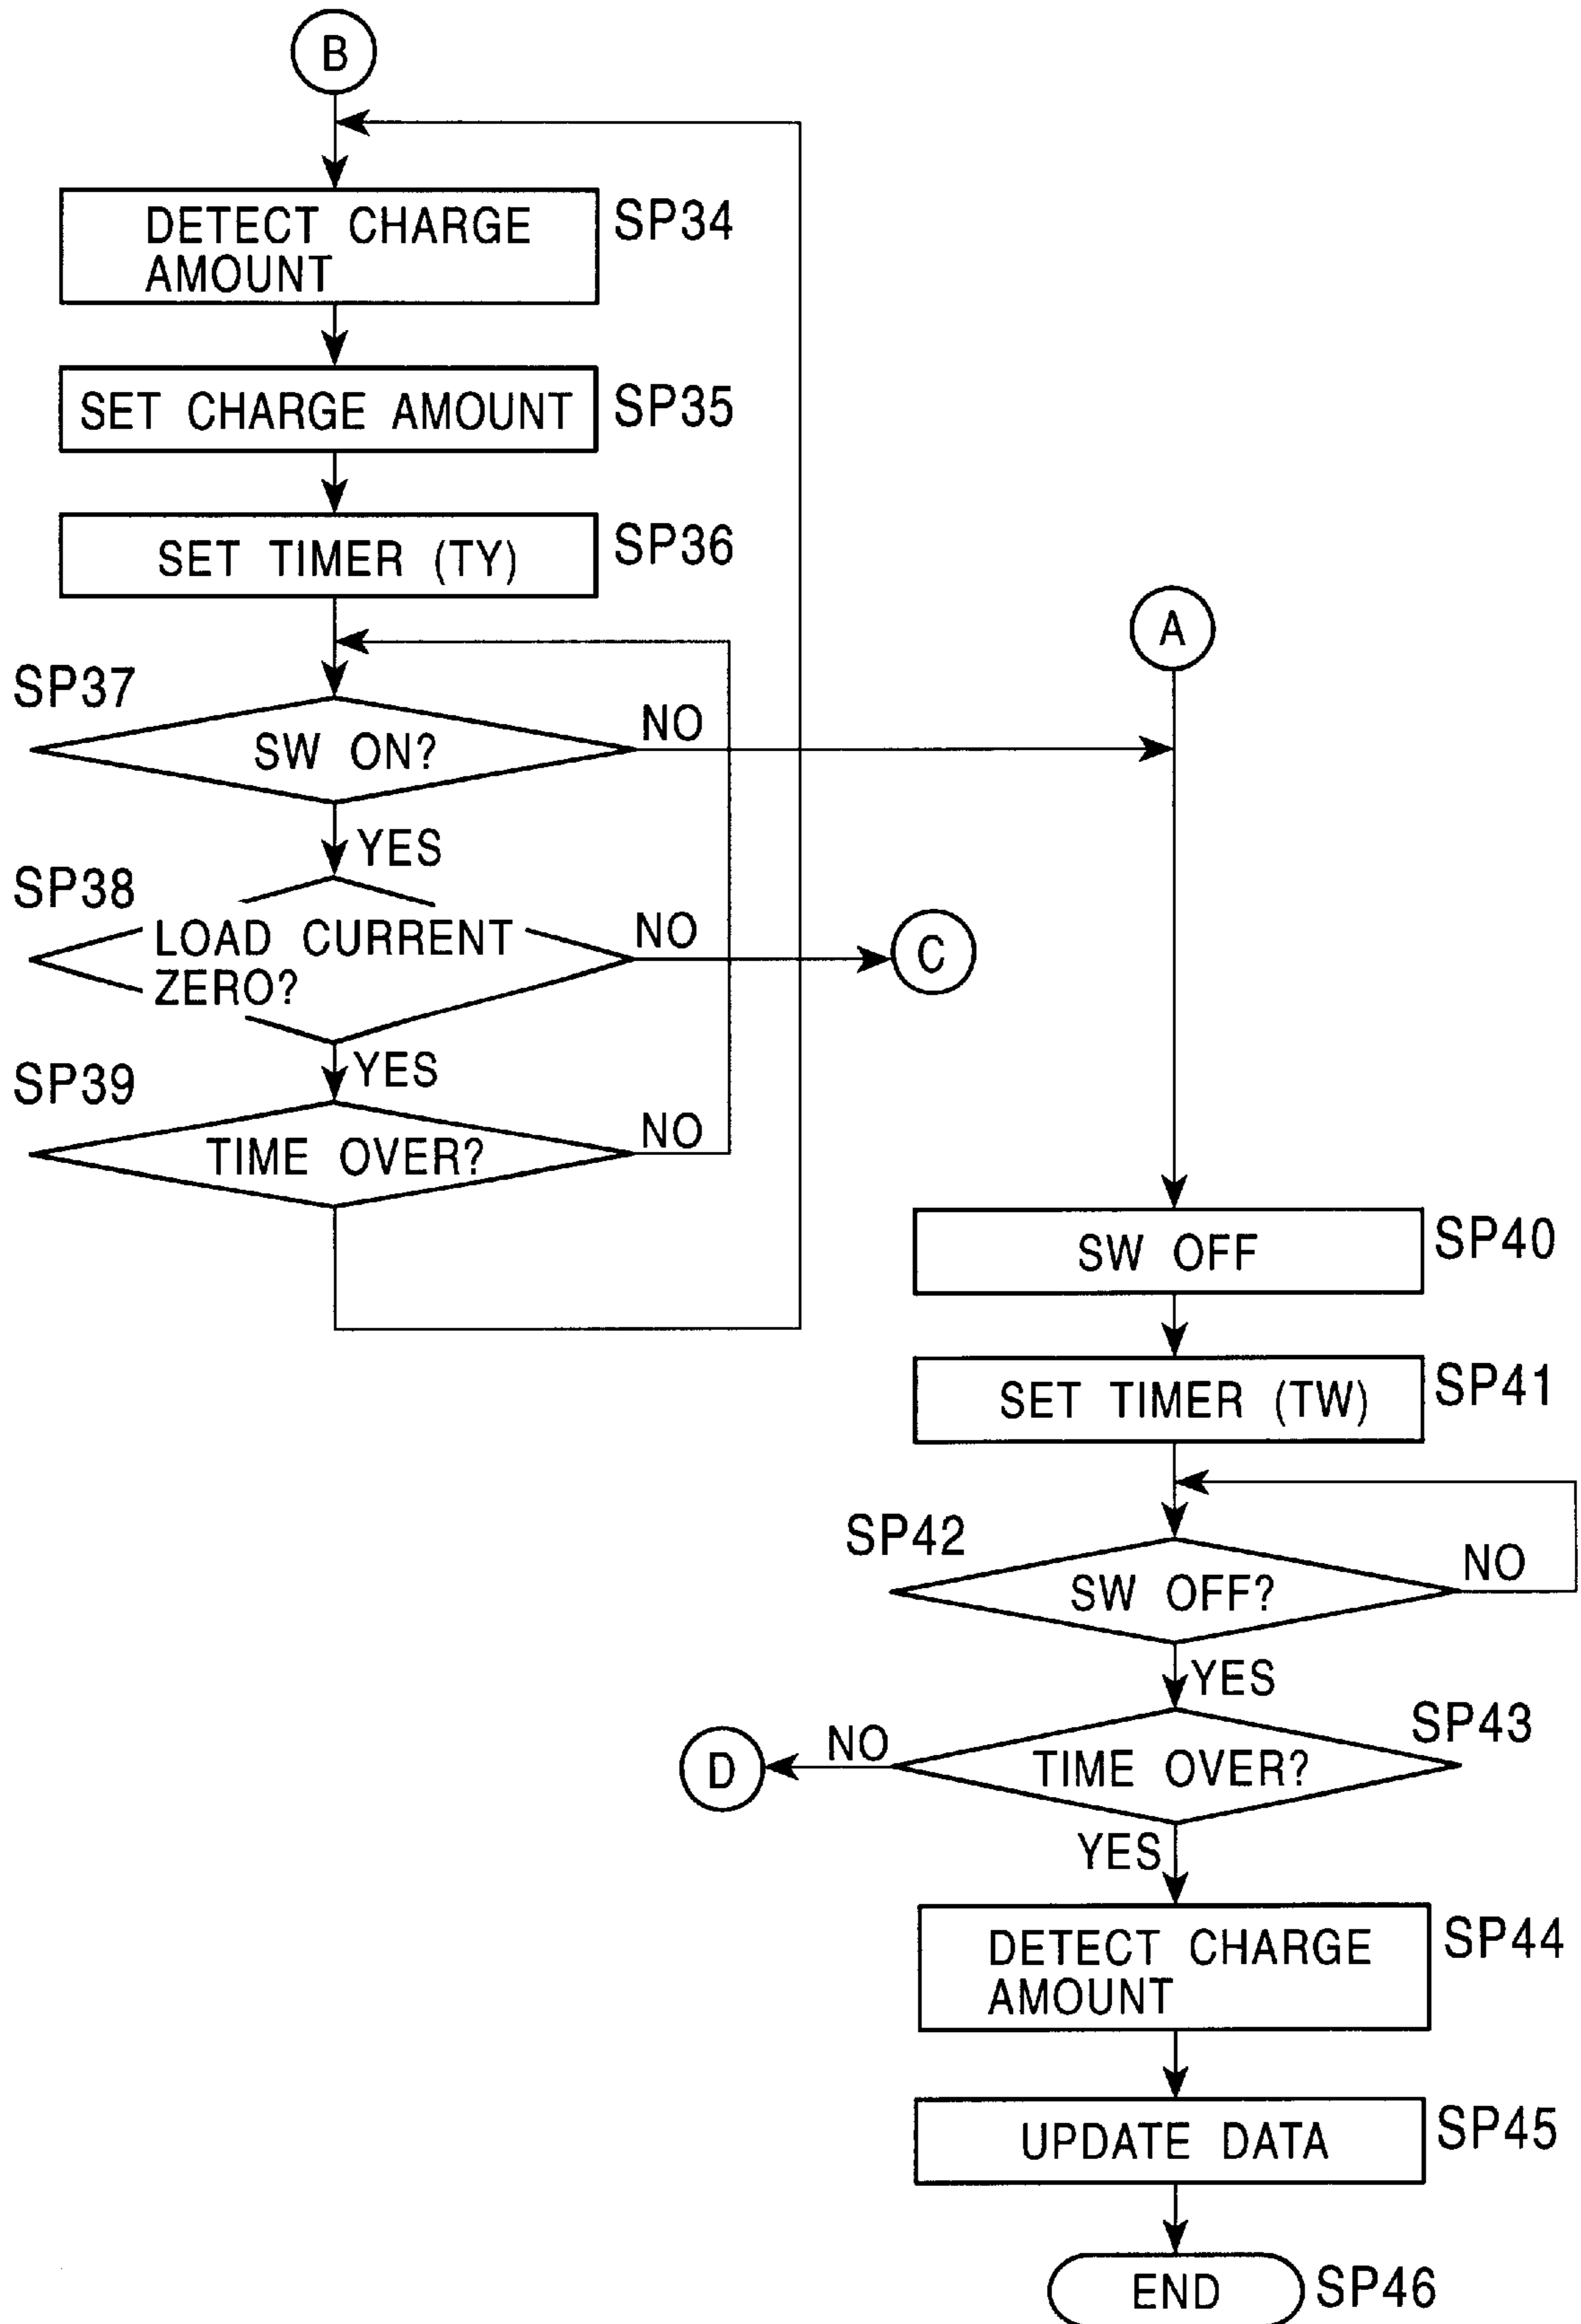 B
DETECT CHARGE
AMOUNT
SP34
SET CHARGE AMOUNT
SP35
SET TIMER (TY)
SP36
SP37
SW ON?
NO
YES
SP38
LOAD CURRENT
ZERO?
NO
C
YES
SP39
TIME OVER?
NO
A
SW OFF
SP40
SET TIMER (TW)
SP41
SP42
SW OFF?
NO
YES
SP43
TIME OVER?
NO
D
YES
DETECT CHARGE
AMOUNT
SP44
UPDATE DATA
SP45
END
SP46